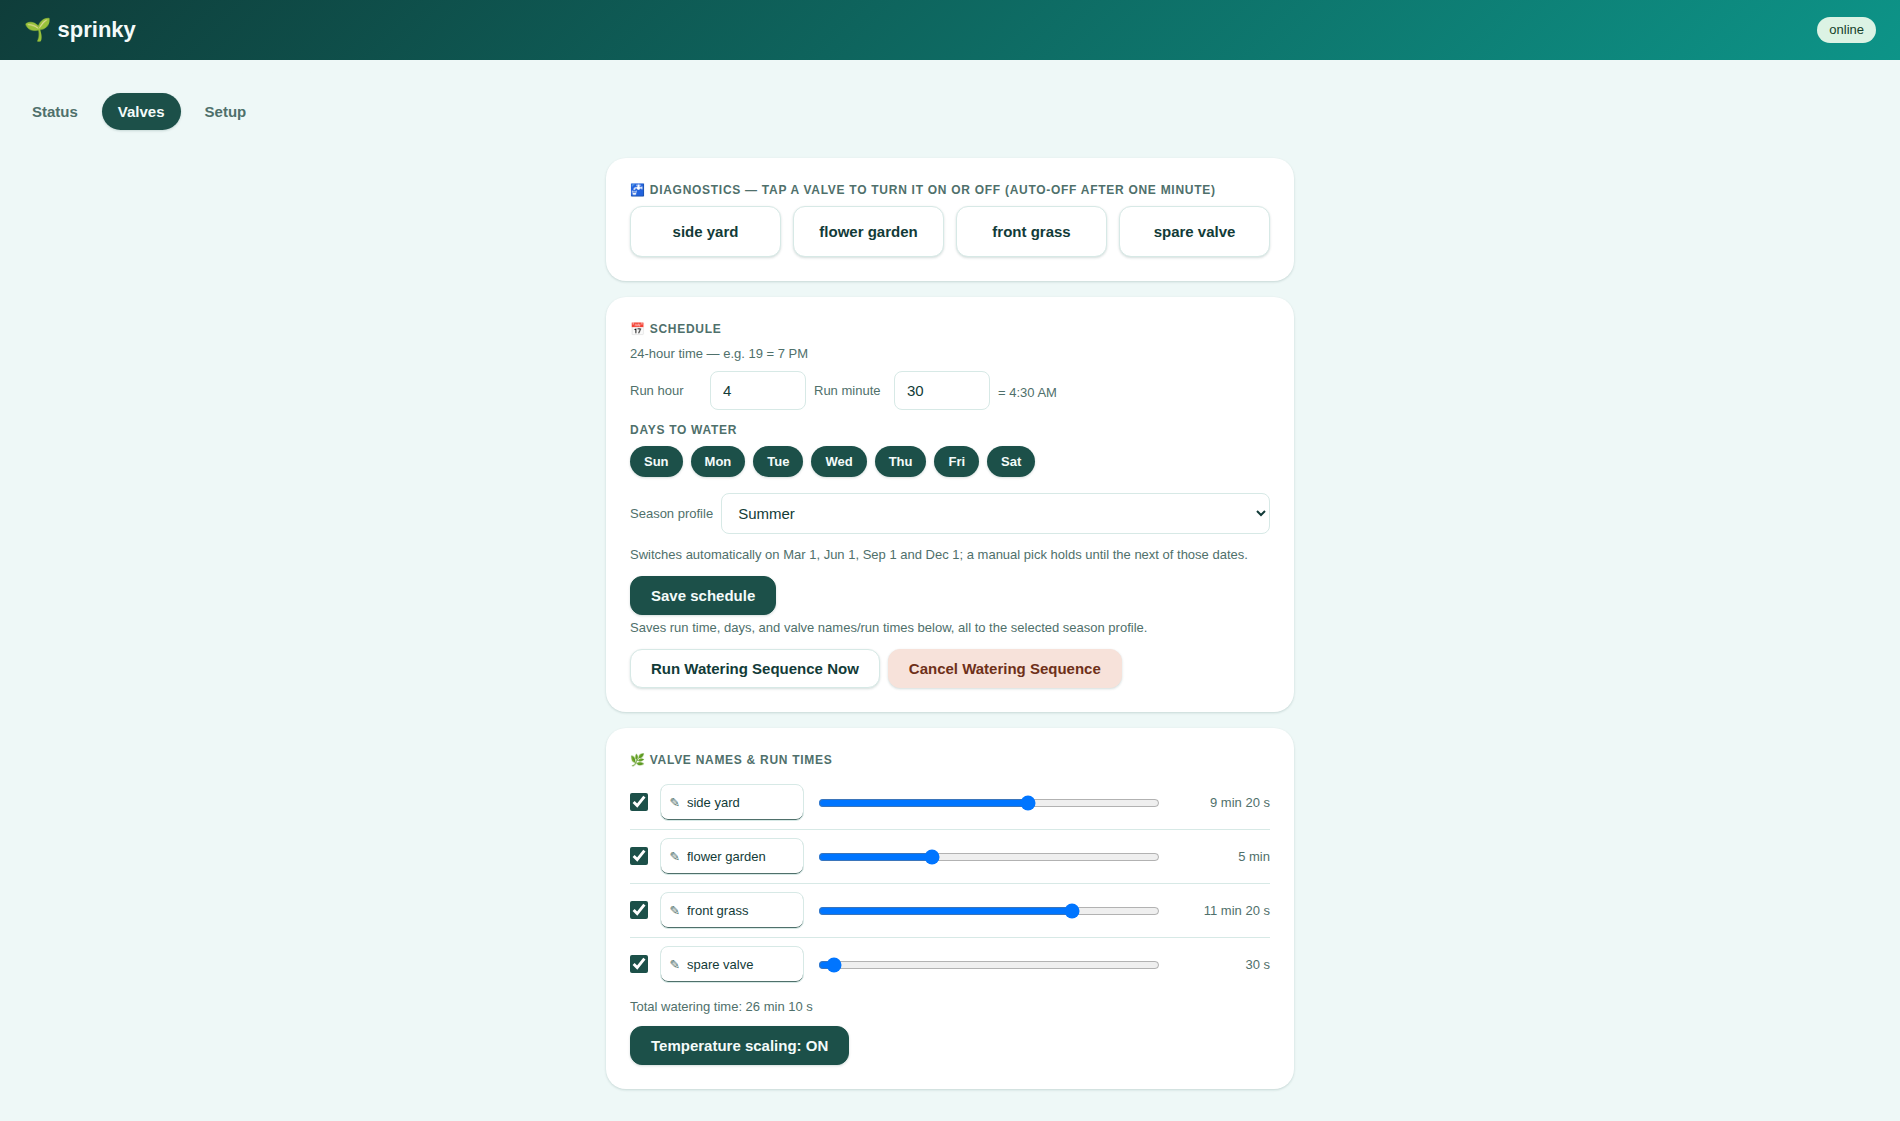 sprinky
online
Status Valves Setup
DIAGNOSTICS — TAP A VALVE TO TURN IT ON OR OFF (AUTO-OFF AFTER ONE MINUTE)
side yard flower garden front grass spare valve
SCHEDULE
24-hour time — e.g. 19 = 7 PM
Run hour 4 Run minute 30 = 4:30 AM
DAYS TO WATER
Sun Mon Tue Wed Thu Fri Sat
Season profile Summer
Switches automatically on Mar 1, Jun 1, Sep 1 and Dec 1; a manual pick holds until the next of those dates.
Save schedule
Saves run time, days, and valve names/run times below, all to the selected season profile.
Run Watering Sequence Now Cancel Watering Sequence
VALVE NAMES & RUN TIMES
side yard 9 min 20 s
flower garden 5 min
front grass 11 min 20 s
spare valve 30 s
Total watering time: 26 min 10 s
Temperature scaling: ON